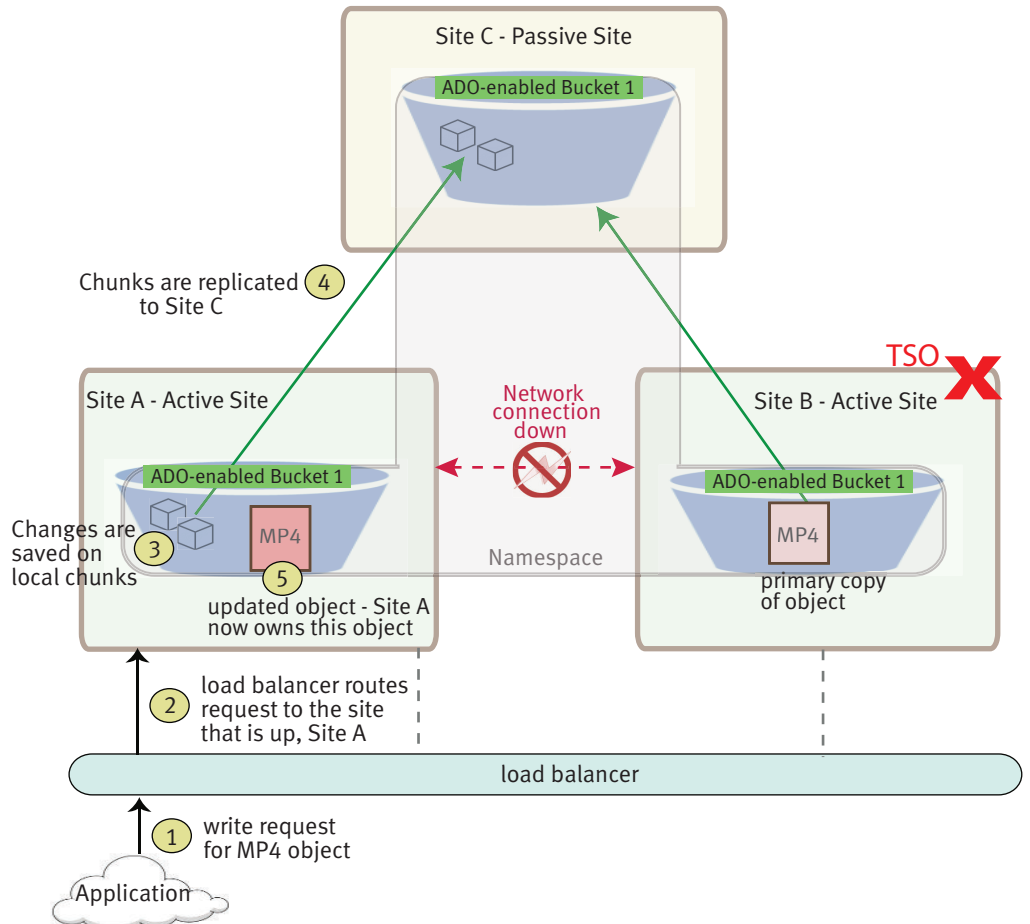 Site C - Passive Site
ADO-enabled Bucket 1
Chunks are replicated
to Site C
4
TSO
X
Site A - Active Site
Network
connection
down
Site B - Active Site
ADO-enabled Bucket 1
ADO-enabled Bucket 1
Changes are
saved on
local chunks
3
MP4
MP4
Namespace
5
updated object - Site A
now owns this object
primary copy
of object
2
load balancer routes
request to the site
that is up, Site A
load balancer
1
write request
for MP4 object
Application